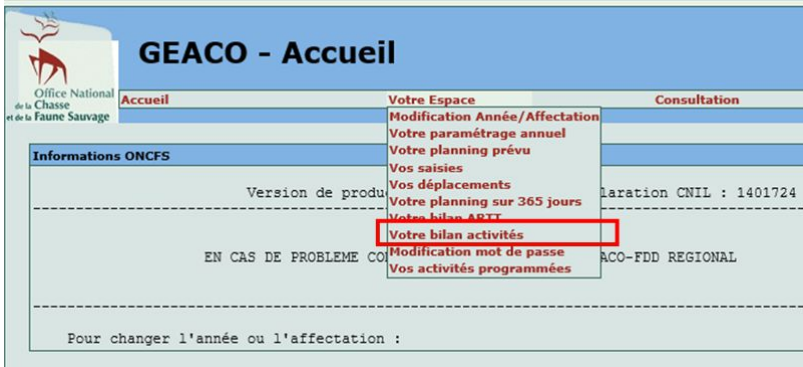 GEACO - Accueil
Office National
de la Chasse
et de la Faune Sauvage
Accueil Votre Espace Consultation
Modification Année/Affectation
Votre paramétrage annuel
Votre planning prévu
Vos saisies
Vos déplacements
Votre planning sur 365 jours
Votre bilan ARTT
Votre bilan activités
Modification mot de passe
Vos activités programmées
Informations ONCFS
Version de produ laration CNIL : 1401724
EN CAS DE PROBLEME CO ACO-FDD REGIONAL
Pour changer l'année ou l'affectation :